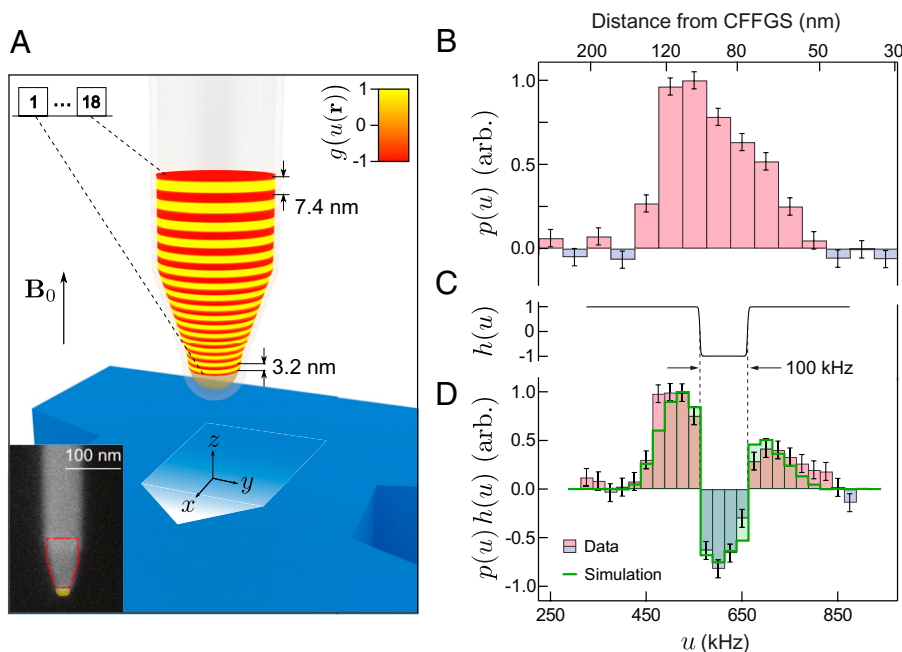 A
1 ... 18
1
0
-1
g(u(r))
7.4 nm
B₀
3.2 nm
100 nm
z
y
x
B
Distance from CFFGS (nm)
200
120
80
50
30
1.0
0.5
0.0
p(u) (arb.)
C
1
0
-1
h(u)
100 kHz
D
1.0
0.5
0.0
-0.5
-1.0
p(u) h(u) (arb.)
Data
Simulation
250
450
650
850
u (kHz)